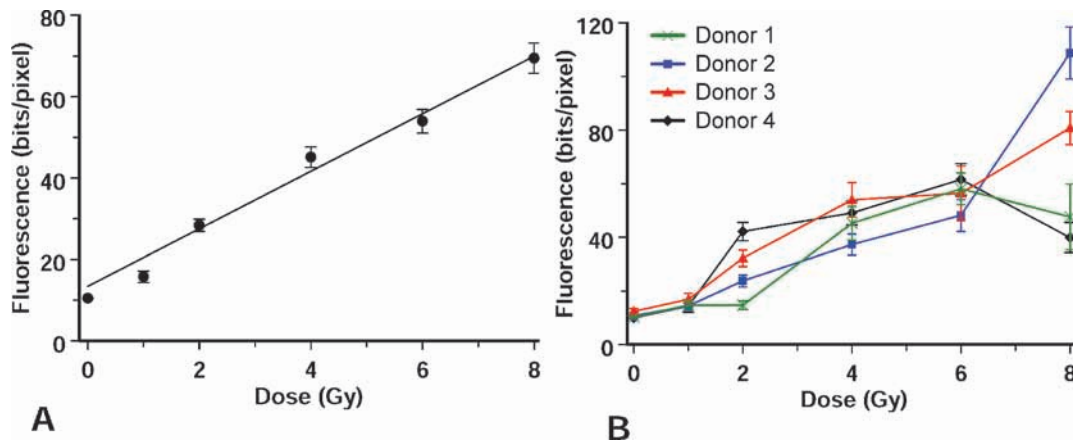 80
60
40
20
0
Fluorescence (bits/pixel)
0 2 4 6 8
Dose (Gy)
A
120
80
40
0
Fluorescence (bits/pixel)
Donor 1
Donor 2
Donor 3
Donor 4
0 2 4 6 8
Dose (Gy)
B